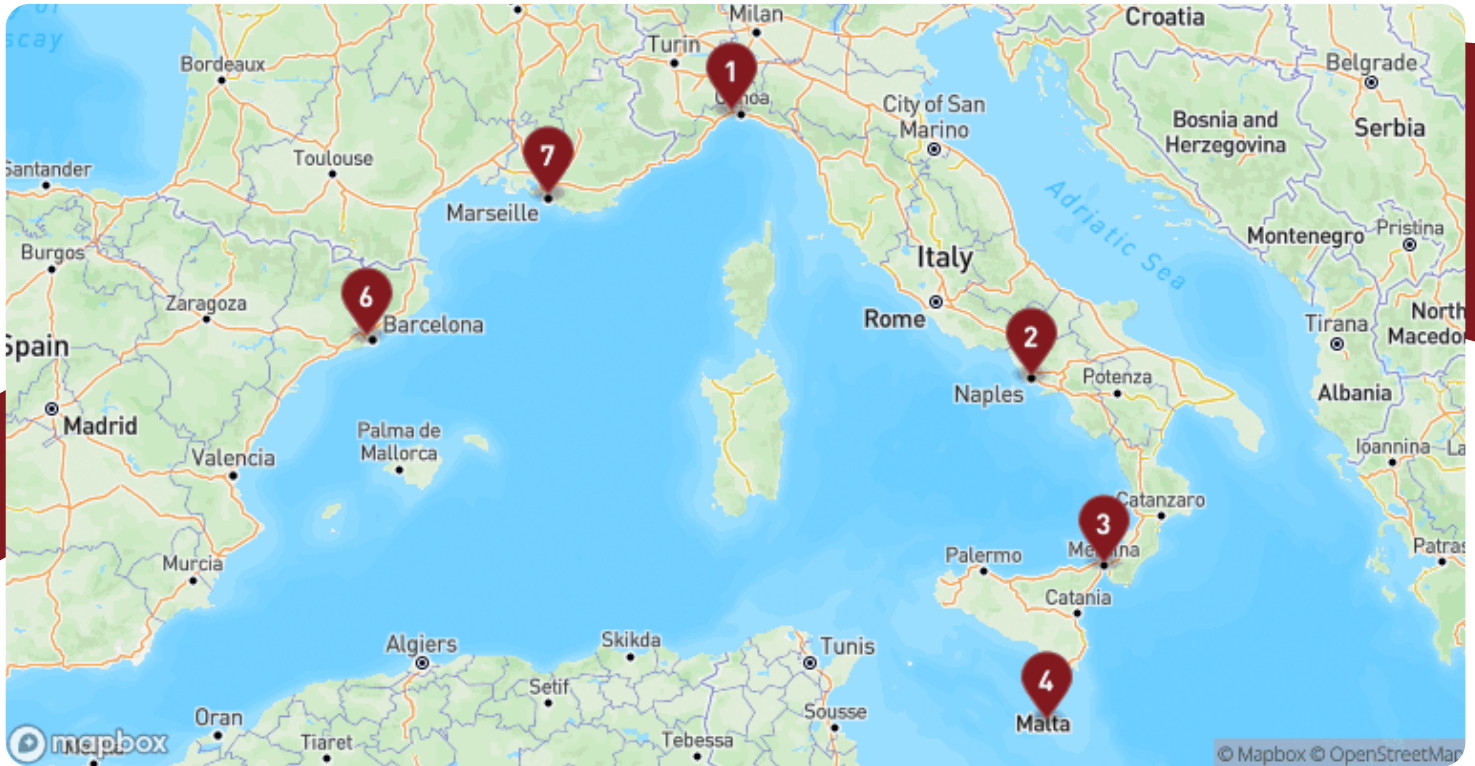 scay
Milan
Croatia
Turin
1
Bordeaux
Belgrade
City of San
Marino
Bosnia and
Herzegovina
Serbia
Toulouse
7
Santander
Marseille
Adriatic Sea
Burgos
Italy
Montenegro
Pristina
6
Zaragoza
Barcelona
Rome
2
Tirana
North
Macedo
Spain
Naples
Potenza
Albania
Madrid
Palma de
Mallorca
Valencia
Ioannina
La
3
Catanzaro
Murcia
Palermo
Patras
Catania
Algiers
Skikda
Tunis
4
Setif
Malta
Oran
Sousse
Tiaret
Tebessa
mapbox
© Mapbox © OpenStreetMap